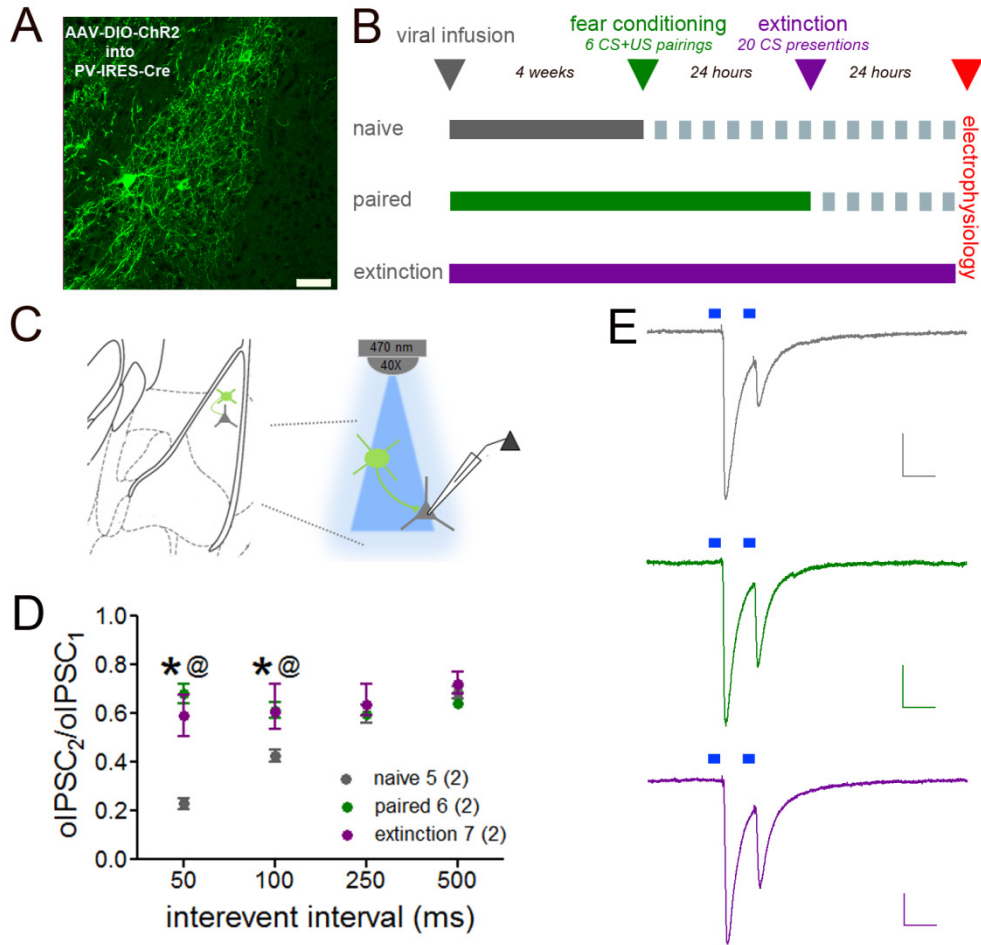 A
AAV-DIO-ChR2
into
PV-IRES-Cre
B
viral infusion
fear conditioning
6 CS+US pairings
extinction
20 CS presentions
4 weeks
24 hours
24 hours
naive
paired
extinction
electrophysiology
C
470 nm
40X
D
oIPSC2/oIPSC1
1.0
0.8
0.6
0.4
0.2
0.0
* @
* @
naive 5 (2)
paired 6 (2)
extinction 7 (2)
50
100
250
500
interevent interval (ms)
E